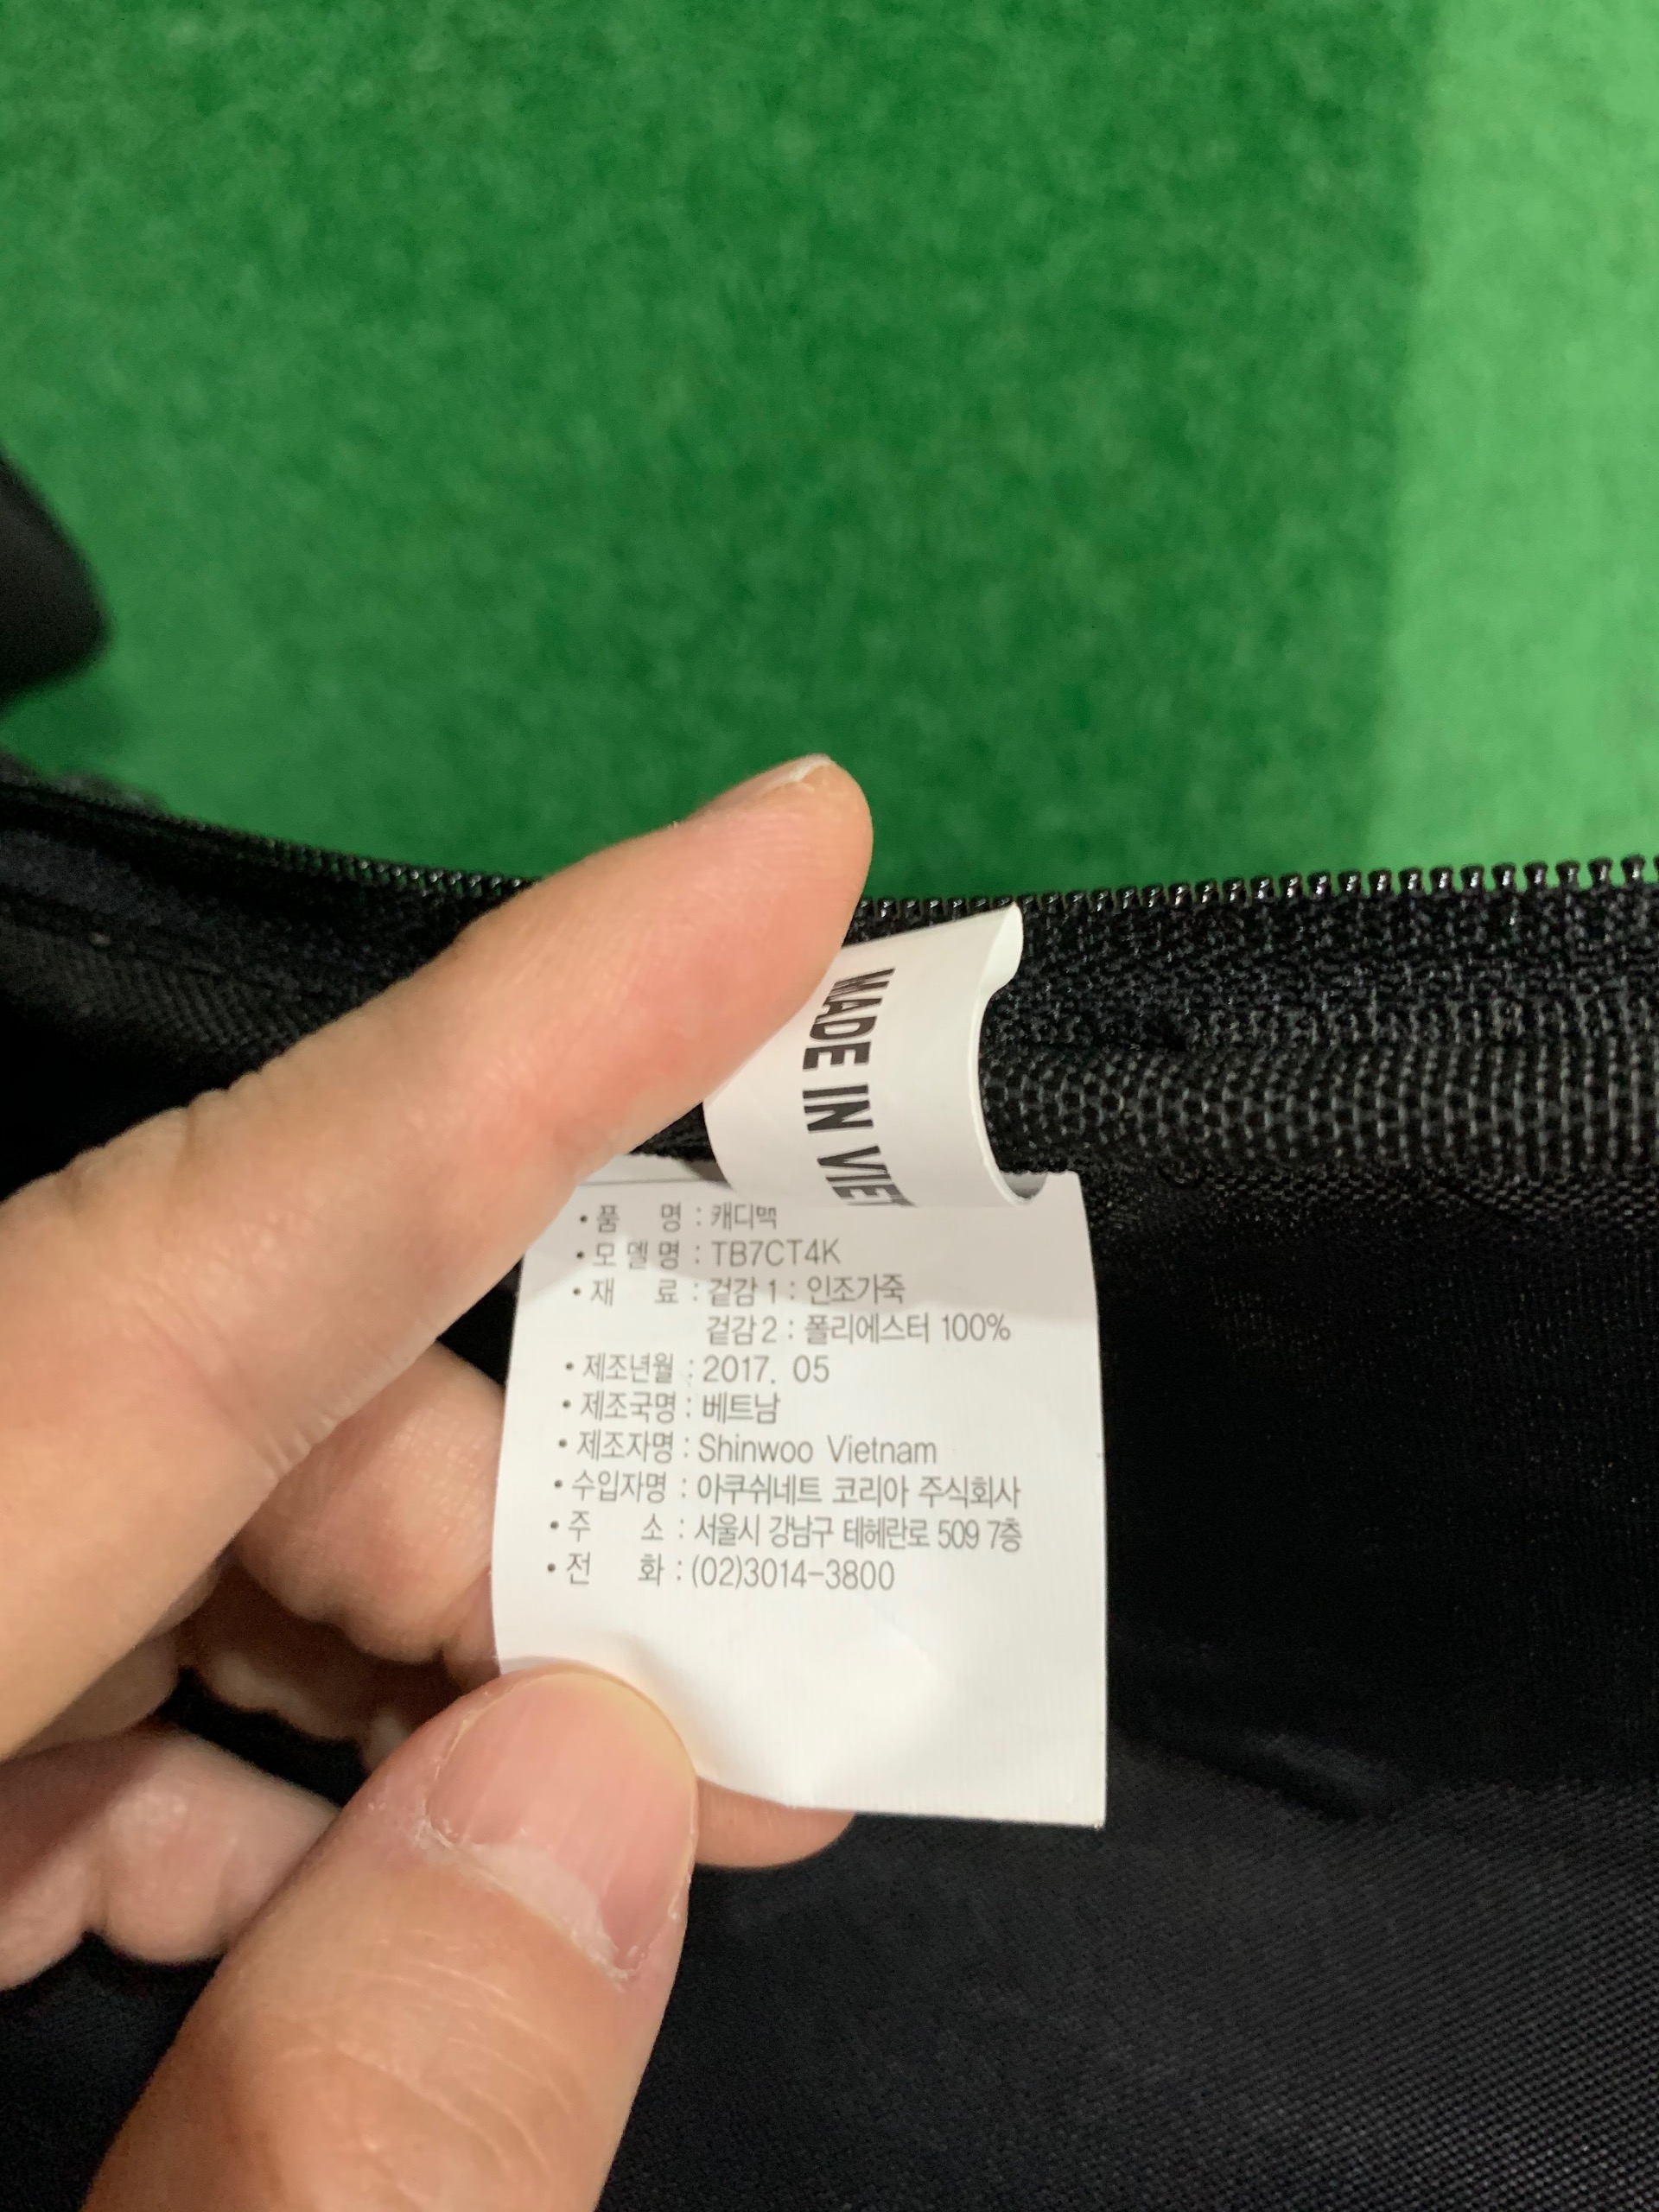 MADE IN VIET
• 품 명 : 캐디백
• 모델명 : TB7CT4K
• 재 료 : 겉감 1 : 인조가죽
겉감 2 : 폴리에스터 100%
• 제조년월 : 2017. 05
• 제조국명 : 베트남
• 제조자명 : Shinwoo Vietnam
• 수입자명 : 아쿠쉬네트 코리아 주식회사
• 주 소 : 서울시 강남구 테헤란로 509 7층
• 전 화 : (02)3014-3800